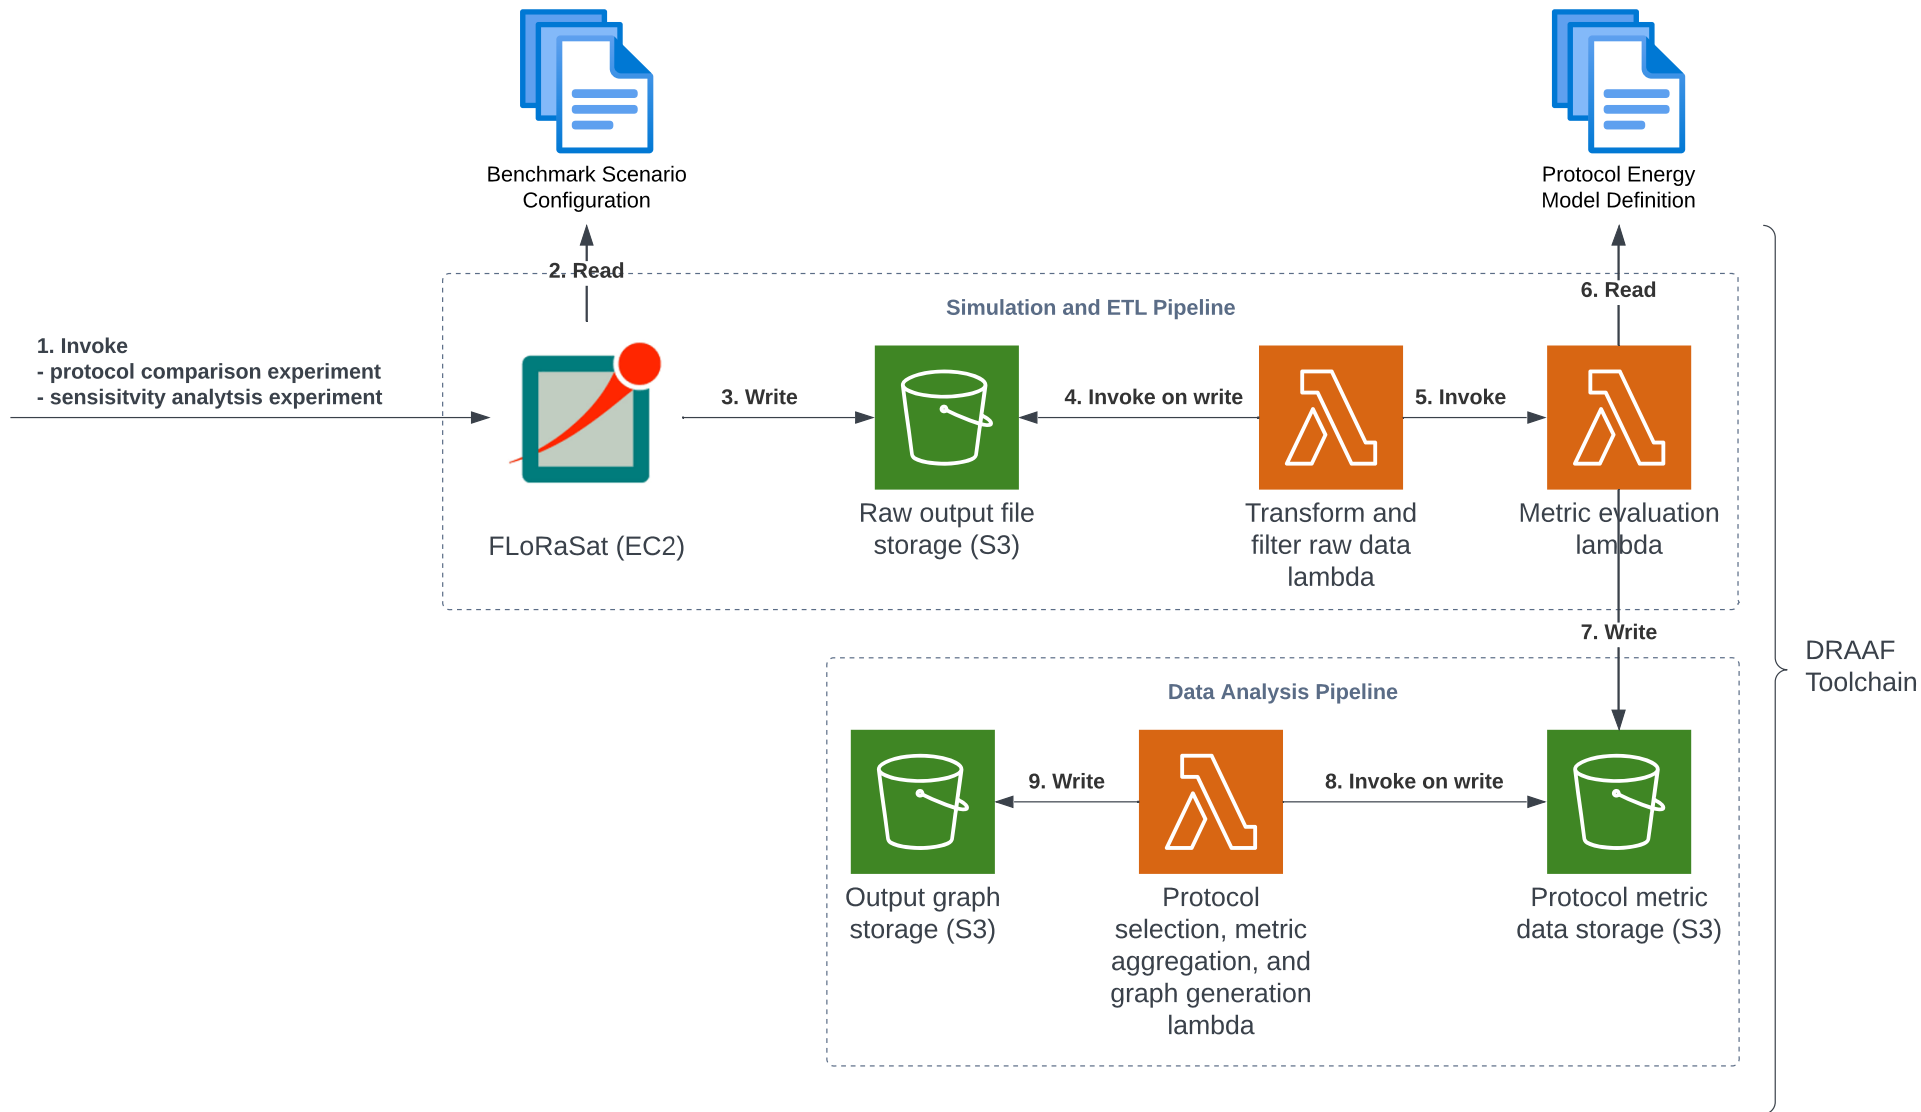 Benchmark Scenario
Configuration
Protocol Energy
Model Definition
2. Read
6. Read
Simulation and ETL Pipeline
1. Invoke
- protocol comparison experiment
- sensisitvity analytsis experiment
3. Write
4. Invoke on write
5. Invoke
FLoRaSat (EC2)
Raw output file
storage (S3)
Transform and
filter raw data
lambda
Metric evaluation
lambda
7. Write
DRAAF
Toolchain
Data Analysis Pipeline
9. Write
8. Invoke on write
Output graph
storage (S3)
Protocol
selection, metric
aggregation, and
graph generation
lambda
Protocol metric
data storage (S3)